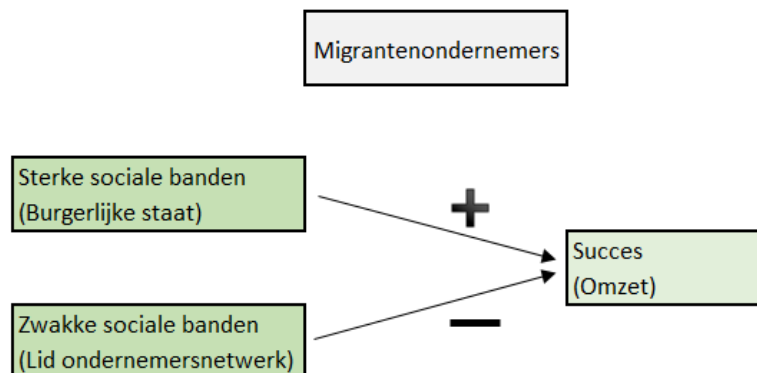 Migrantenondernemers
Sterke sociale banden
(Burgerlijke staat)
+
Succes
(Omzet)
Zwakke sociale banden
(Lid ondernemersnetwerk)
−